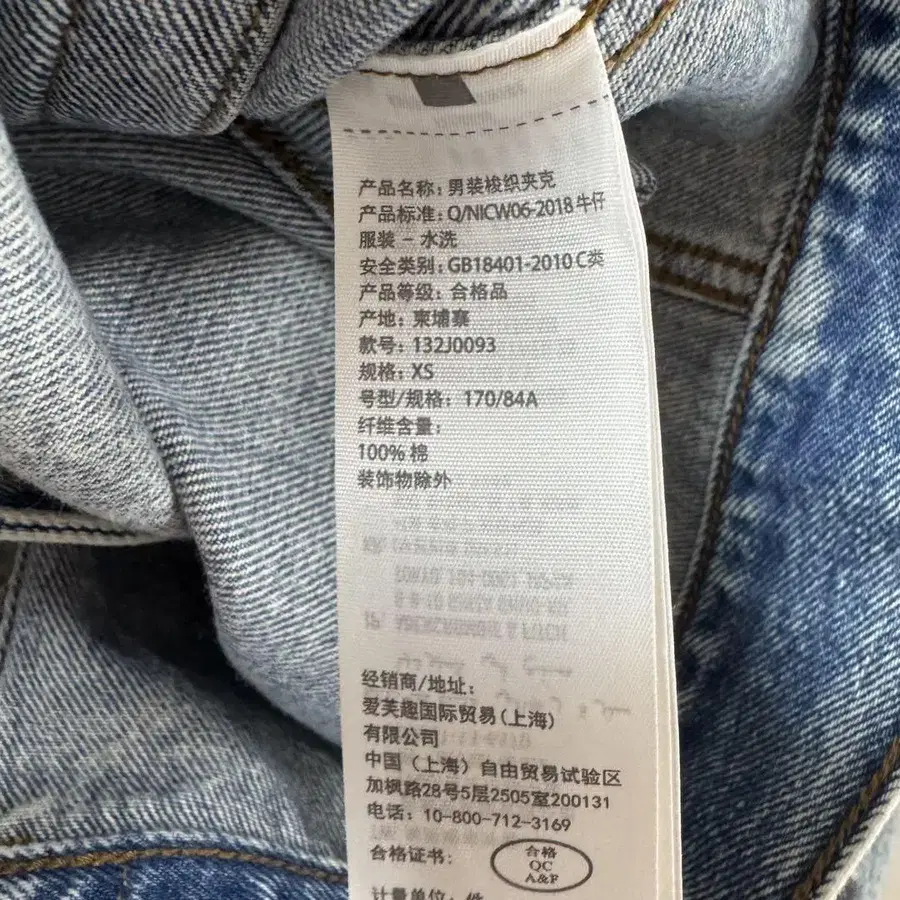 产品名称: 男装梭织夹克
产品标准: Q/NICW06-2018 牛仔
服装 - 水洗
安全类别: GB18401-2010 C类
产品等级: 合格品
产地: 柬埔寨
款号: 132J0093
规格: XS
号型/规格: 170/84A
纤维含量:
100% 棉
装饰物除外
经销商/地址:
爱芙趣国际贸易(上海)
有限公司
中国(上海)自由贸易试验区
加枫路28号5层2505室200131
电话: 10-800-712-3169
合格证书:
合格
QC
A&F
计量单位: 件